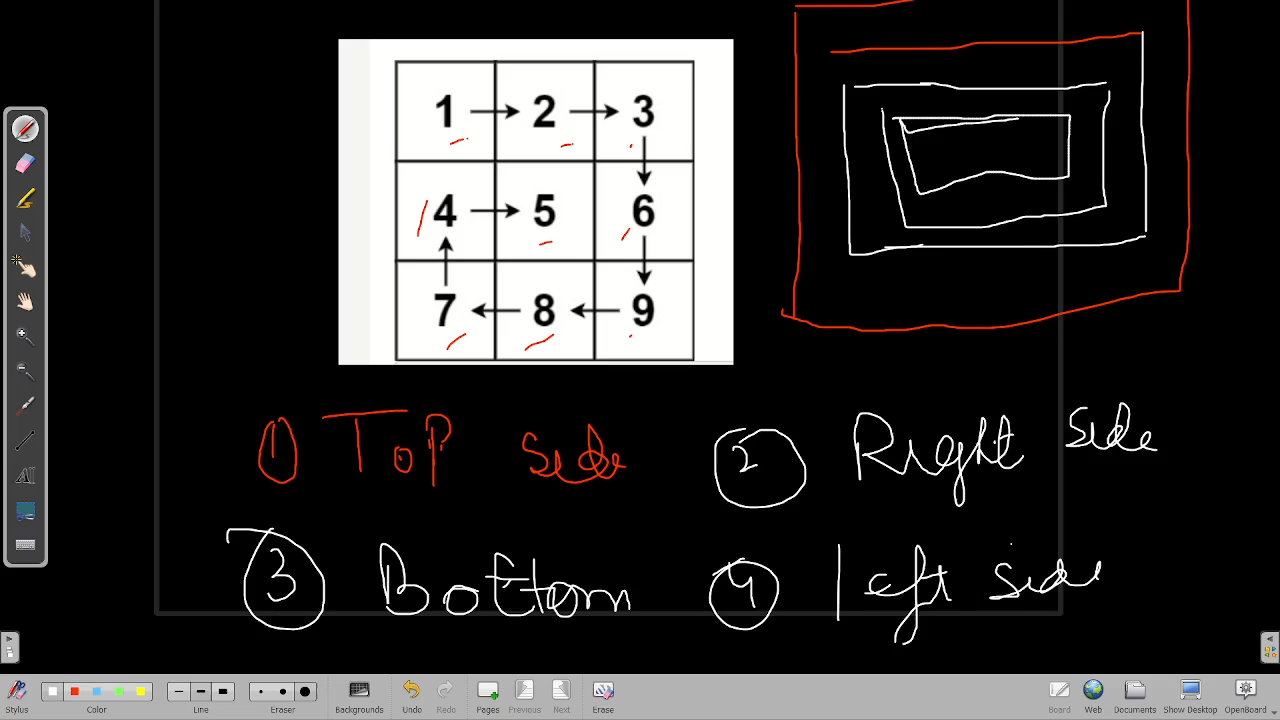 1 2 3
4 5 6
7 8 9
① Top side ② Right side
③ Bottom ④ left side
Stylus Color Line Eraser Backgrounds Undo Redo Pages Previous Next Erase Board Web Documents Show Desktop OpenBoard